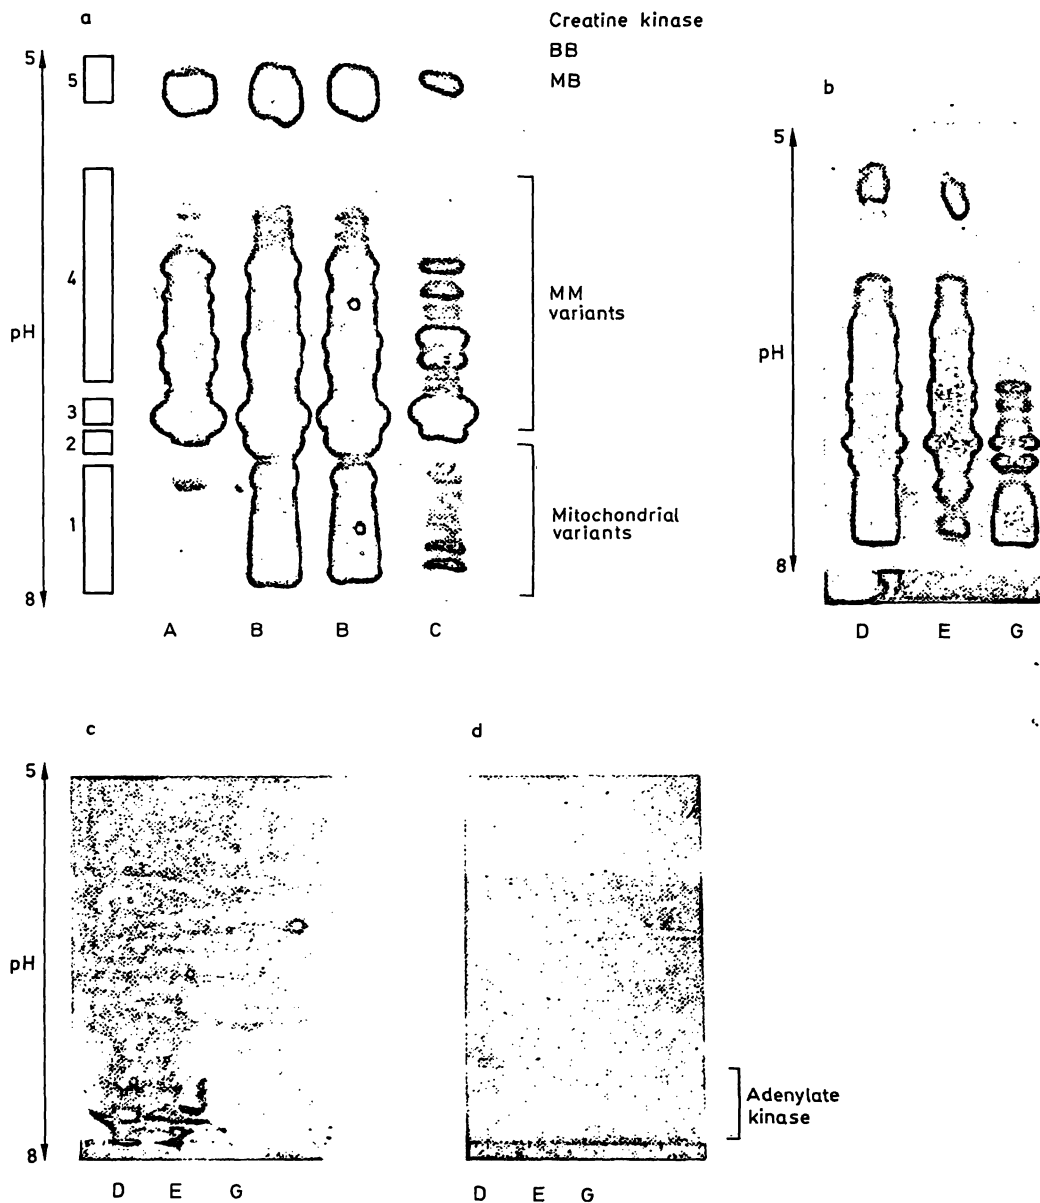 a
Creatine kinase
BB
MB
5
5
4
pH
3
2
1
8
MM
variants
Mitochondrial
variants
A B B C
b
5
pH
8
D E G
c
5
pH
8
D E G
d
Adenylate
kinase
D E G